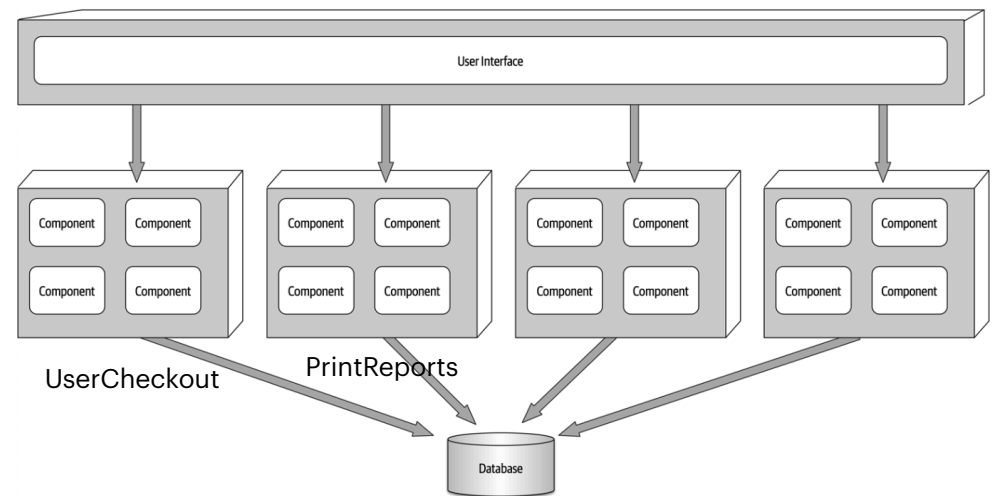 User Interface
Component Component Component Component Component Component Component Component
Component Component Component Component Component Component Component Component
UserCheckout
PrintReports
Database